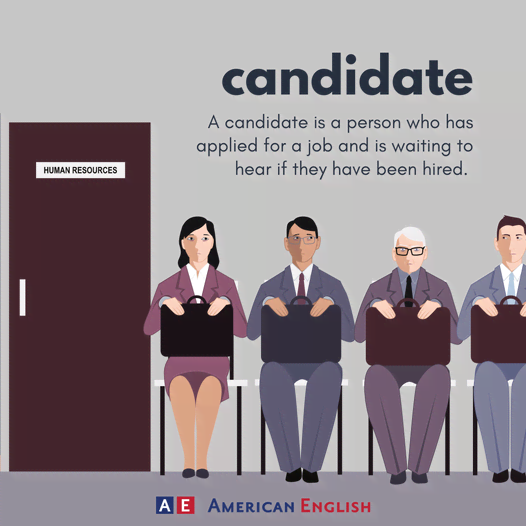 candidate
A candidate is a person who has
applied for a job and is waiting to
hear if they have been hired.
HUMAN RESOURCES
AE AMERICAN ENGLISH